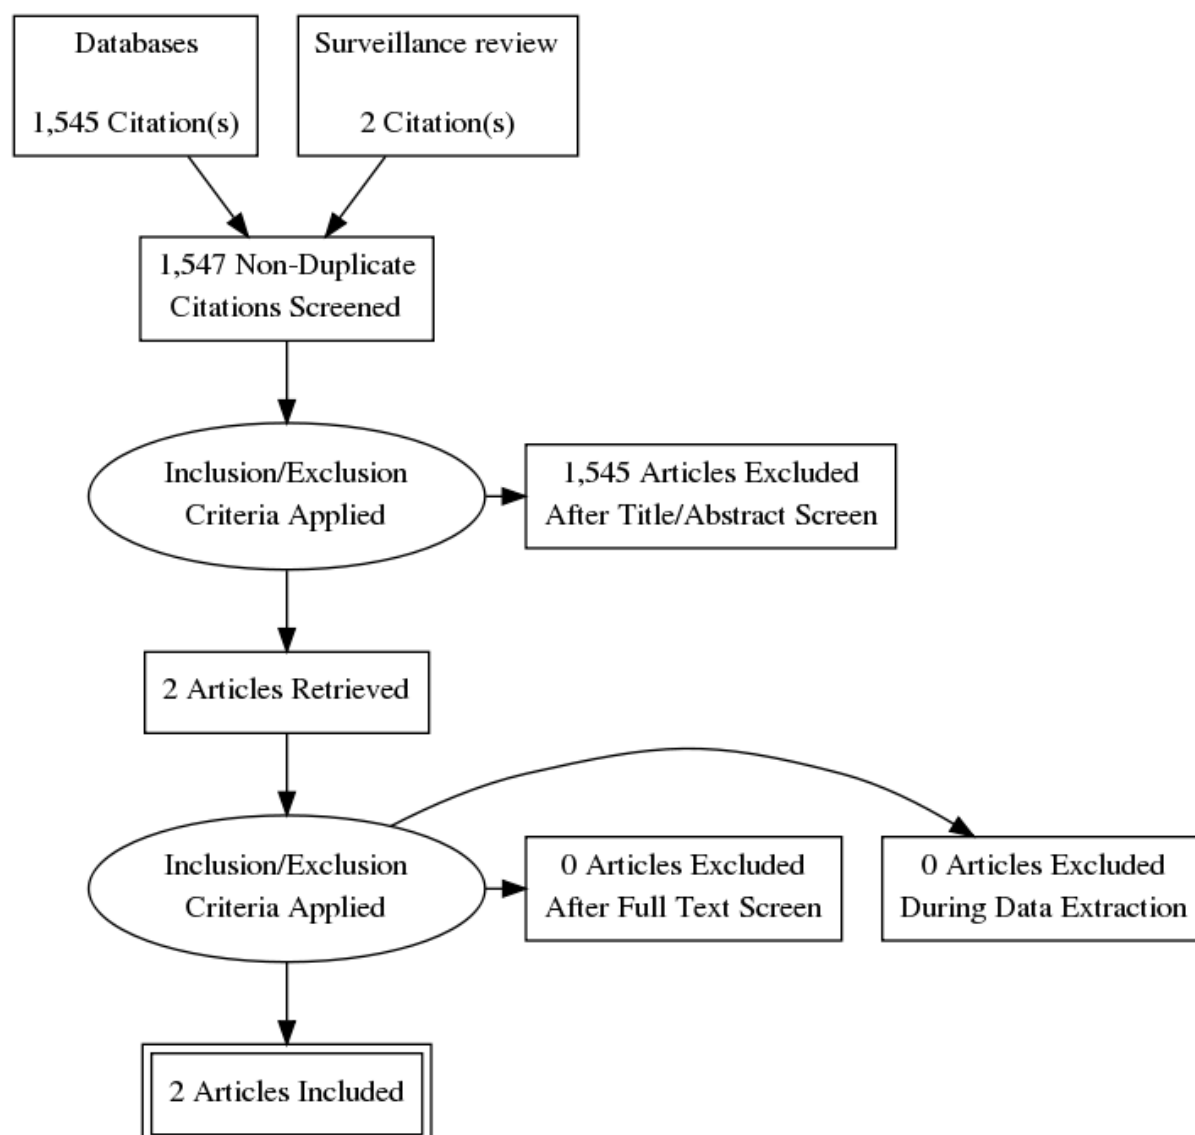 Databases
1,545 Citation(s)
Surveillance review
2 Citation(s)
1,547 Non-Duplicate
Citations Screened
Inclusion/Exclusion
Criteria Applied
1,545 Articles Excluded
After Title/Abstract Screen
2 Articles Retrieved
Inclusion/Exclusion
Criteria Applied
0 Articles Excluded
After Full Text Screen
0 Articles Excluded
During Data Extraction
2 Articles Included